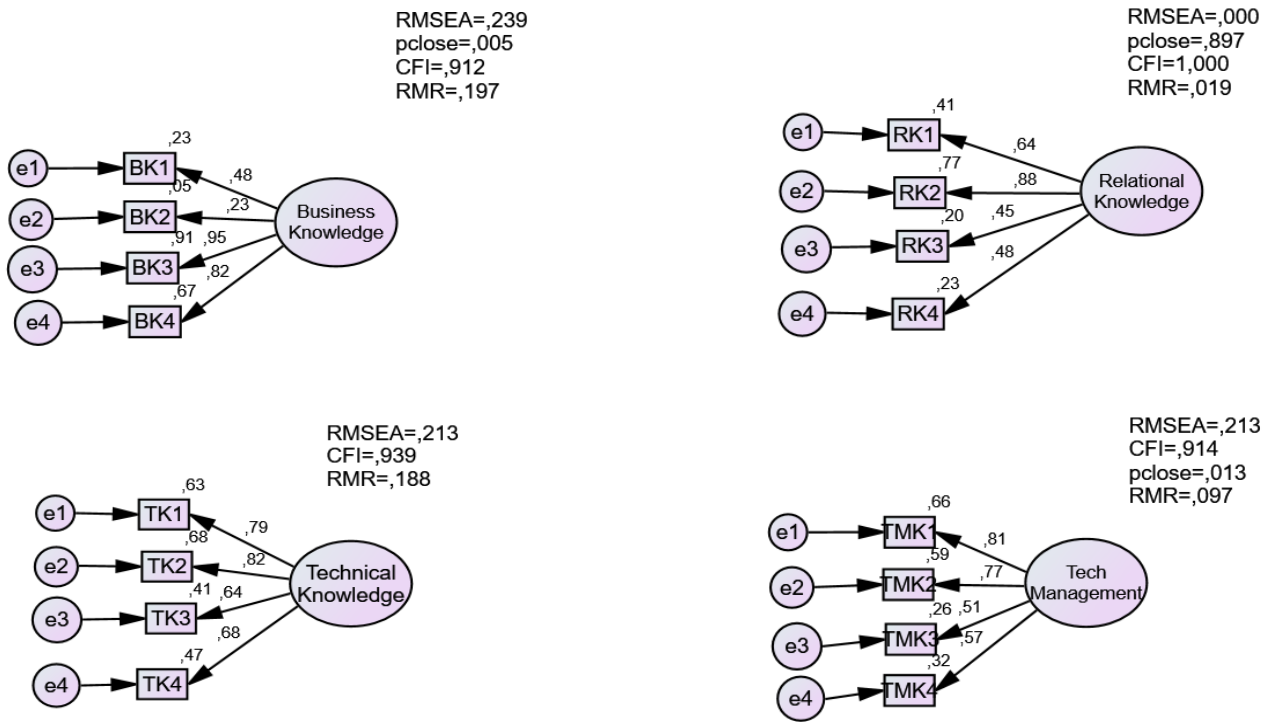 RMSEA=,239
pclose=,005
CFI=,912
RMR=,197
,23
e1
BK1
,48
,05
e2
BK2
,23
Business
Knowledge
,91
,95
e3
BK3
,82
,67
e4
BK4
RMSEA=,000
pclose=,897
CFI=1,000
RMR=,019
,41
e1
RK1
,64
,77
e2
RK2
,88
Relational
Knowledge
,20
,45
e3
RK3
,48
,23
e4
RK4
RMSEA=,213
CFI=,939
RMR=,188
,63
e1
TK1
,79
,68
e2
TK2
,82
Technical
Knowledge
,41
,64
e3
TK3
,68
,47
e4
TK4
RMSEA=,213
CFI=,914
pclose=,013
RMR=,097
,66
e1
TMK1
,81
,59
e2
TMK2
,77
Tech
Management
,26
,51
e3
TMK3
,57
,32
e4
TMK4